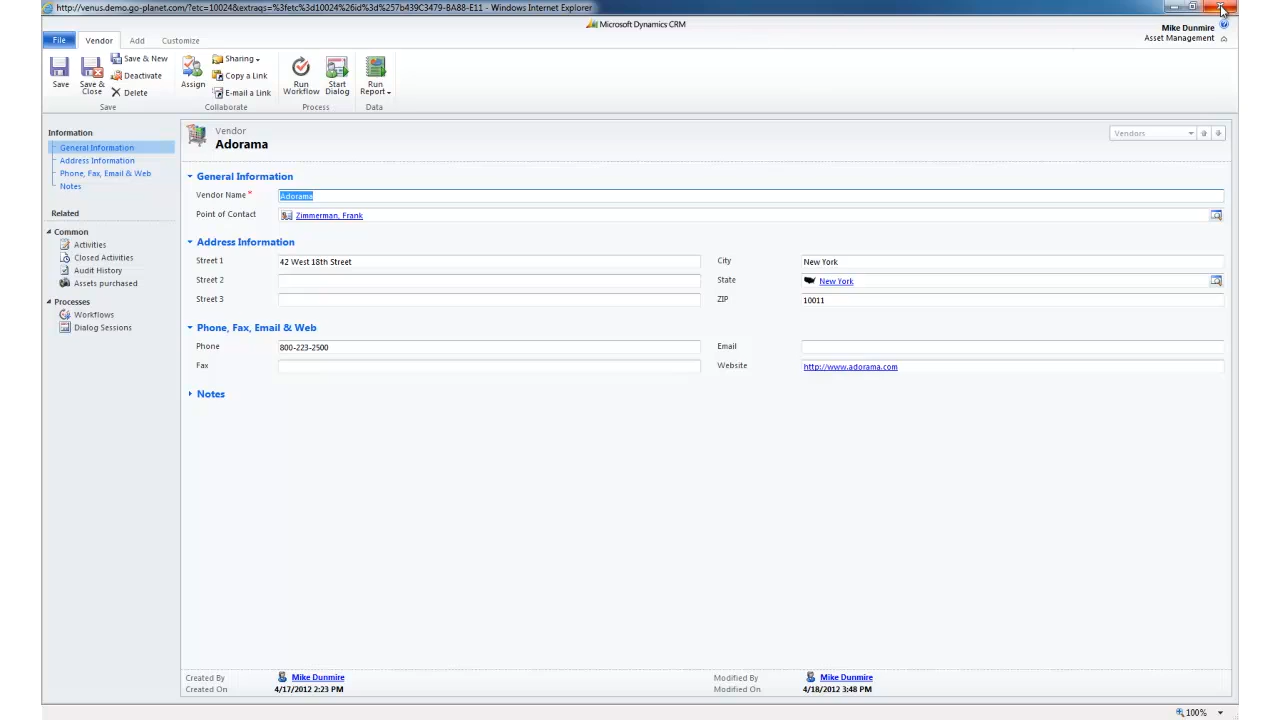 http://venus.demo.go-planet.com/?etc=10024&extraqs=%3fetc%3d10024%26id%3d%257b439C3479-BA88-E11 - Windows Internet Explorer
Microsoft Dynamics CRM
Mike Dunmire
Asset Management
File Vendor Add Customize
Save
Save & Close
Save & New
Deactivate
Delete
Save
Assign
Sharing
Copy a Link
E-mail a Link
Collaborate
Run Workflow
Start Dialog
Process
Run Report
Data
Information
General Information
Address Information
Phone, Fax, Email & Web
Notes
Related
Common
Activities
Closed Activities
Audit History
Assets purchased
Processes
Workflows
Dialog Sessions
Vendor
Adorama
Vendors
General Information
Vendor Name * Adorama
Point of Contact Zimmerman, Frank
Address Information
Street 1 42 West 18th Street City New York
Street 2 State New York
Street 3 ZIP 10011
Phone, Fax, Email & Web
Phone 800-223-2500 Email
Fax Website http://www.adorama.com
Notes
Created By Mike Dunmire Modified By Mike Dunmire
Created On 4/17/2012 2:23 PM Modified On 4/18/2012 3:48 PM
100%